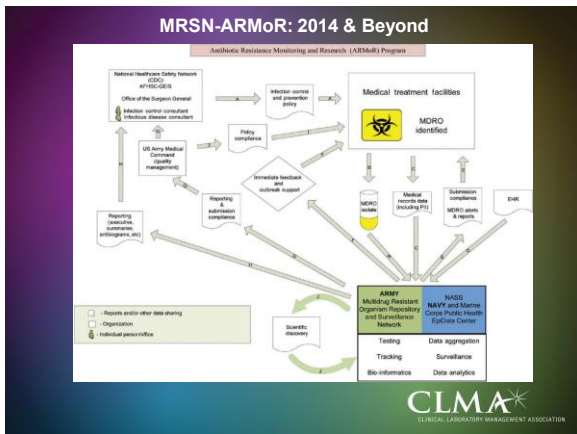 MRSN-ARMoR: 2014 & Beyond
Antibiotic Resistance Monitoring and Research (ARMoR) Program
National Healthcare Safety Network
(CDC)
AFHSC-GEIS
Office of the Surgeon General
Infection control consultant
Infectious disease consultant
A
Infection control
and prevention
policy
A
Medical treatment facilities
MDRO
identified
Policy
compliance
US Army Medical
Command
(quality
management)
Immediate feedback
and
outbreak support
H
Reporting
&
submission
compliance
Reporting
(executive,
summaries,
antibiograms, etc)
MDRO
isolate
C
Medical
records data
(including P1)
Submission
compliance
MDRO alerts
& reports
EHR
C
H
J
Scientific
discovery
J
ARMY
Multidrug Resistant
Organism Repository
and Surveillance
Network
NASS
NAVY and Marine
Corps Public Health
EpiData Center
Testing
Data aggregation
Tracking
Surveillance
Bio-informatics
Data analytics
- Reports and/or other data sharing
- Organization
- Individual person/office
CLMA
CLINICAL LABORATORY MANAGEMENT ASSOCIATION